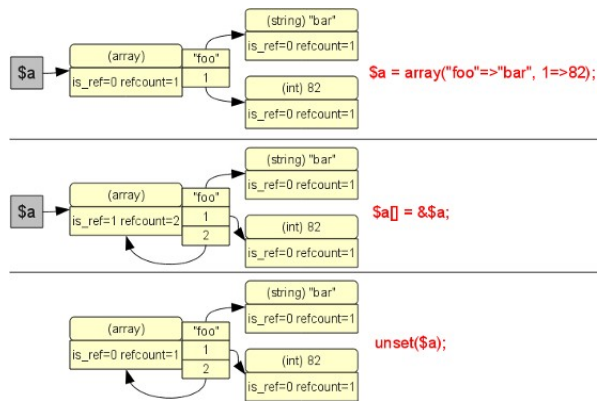 (string) "bar"
is_ref=0 refcount=1
(array)
"foo"
$a
is_ref=0 refcount=1
1
$a = array("foo"=>"bar", 1=>82);
(int) 82
is_ref=0 refcount=1
(string) "bar"
is_ref=0 refcount=1
(array)
"foo"
$a
is_ref=1 refcount=2
1
2
$a[] = &$a;
(int) 82
is_ref=0 refcount=1
(string) "bar"
is_ref=0 refcount=1
(array)
"foo"
is_ref=0 refcount=1
1
2
unset($a);
(int) 82
is_ref=0 refcount=1